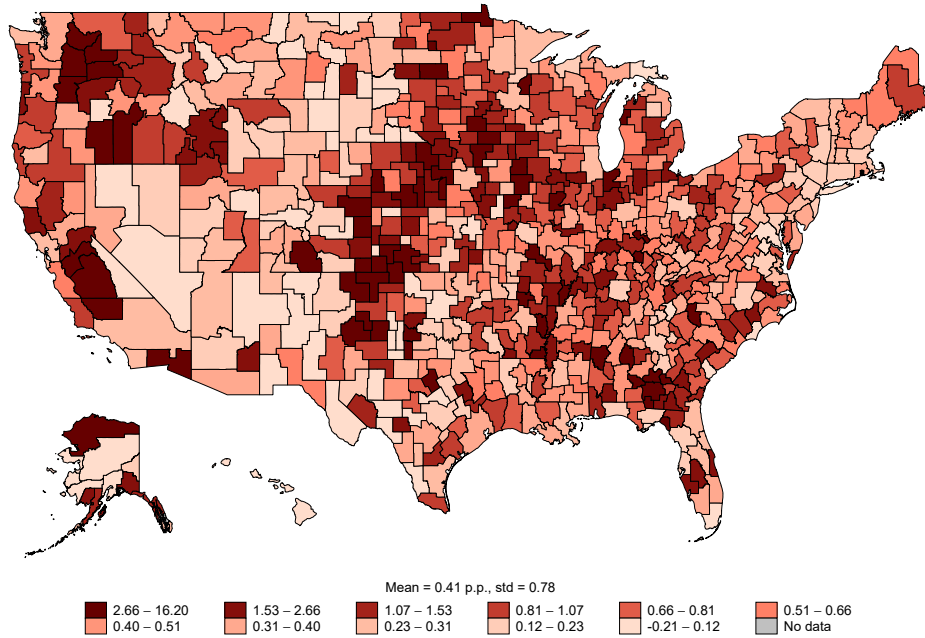 Mean = 0.41 p.p., std = 0.78
2.66 – 16.20 1.53 – 2.66 1.07 – 1.53 0.81 – 1.07 0.66 – 0.81 0.51 – 0.66
0.40 – 0.51 0.31 – 0.40 0.23 – 0.31 0.12 – 0.23 -0.21 – 0.12 No data